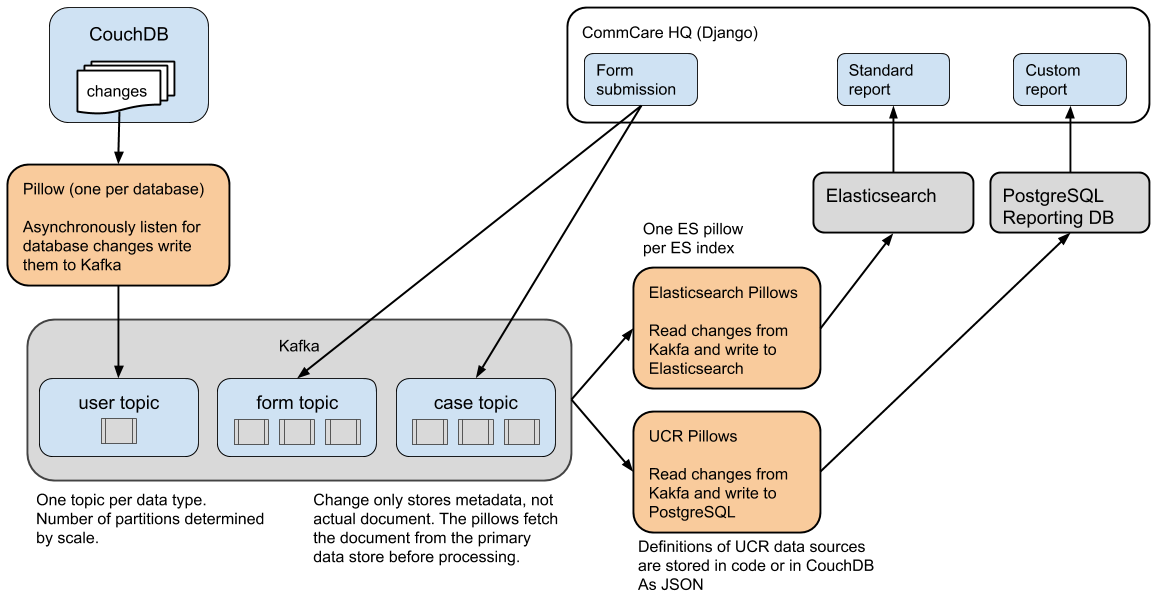 CouchDB
changes
Pillow (one per database)
Asynchronously listen for
database changes write
them to Kafka
CommCare HQ (Django)
Form
submission
Standard
report
Custom
report
Elasticsearch
PostgreSQL
Reporting DB
One ES pillow
per ES index
Elasticsearch Pillows
Read changes from
Kakfa and write to
Elasticsearch
Kafka
user topic
form topic
case topic
UCR Pillows
Read changes from
Kakfa and write to
PostgreSQL
One topic per data type.
Number of partitions determined
by scale.
Change only stores metadata, not
actual document. The pillows fetch
the document from the primary
data store before processing.
Definitions of UCR data sources
are stored in code or in CouchDB
As JSON